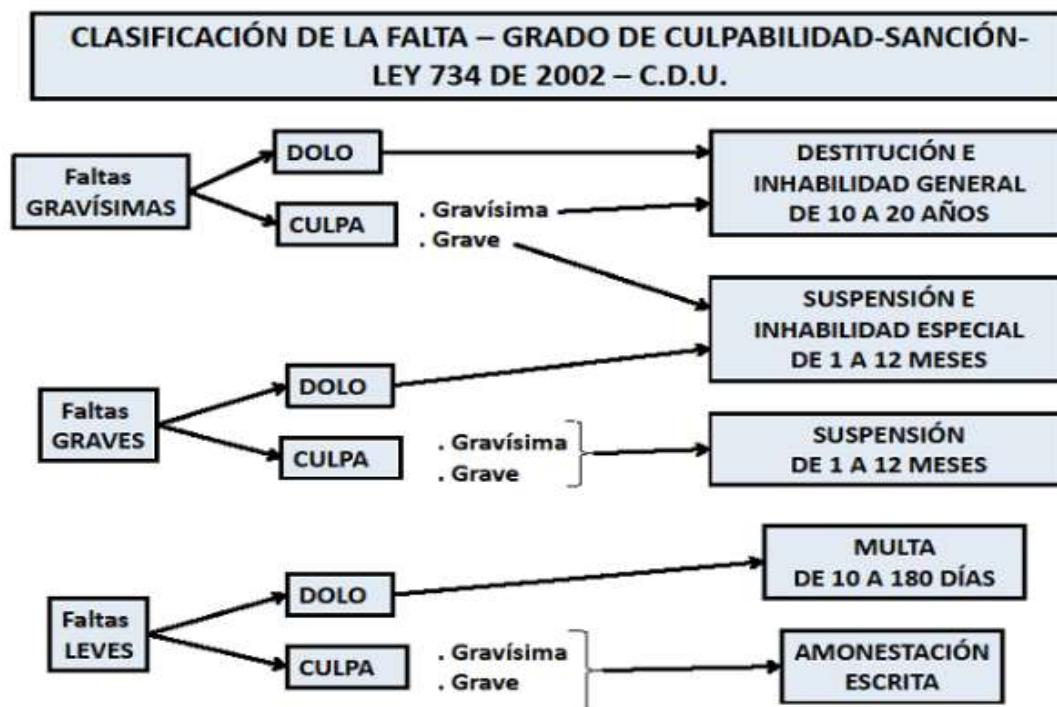 CLASIFICACIÓN DE LA FALTA – GRADO DE CULPABILIDAD-SANCIÓN-
LEY 734 DE 2002 – C.D.U.
Faltas
GRAVÍSIMAS
DOLO
CULPA
. Gravísima
. Grave
DESTITUCIÓN E
INHABILIDAD GENERAL
DE 10 A 20 AÑOS
SUSPENSIÓN E
INHABILIDAD ESPECIAL
DE 1 A 12 MESES
Faltas
GRAVES
DOLO
CULPA
. Gravísima
. Grave
SUSPENSIÓN
DE 1 A 12 MESES
Faltas
LEVES
DOLO
CULPA
. Gravísima
. Grave
MULTA
DE 10 A 180 DÍAS
AMONESTACIÓN
ESCRITA